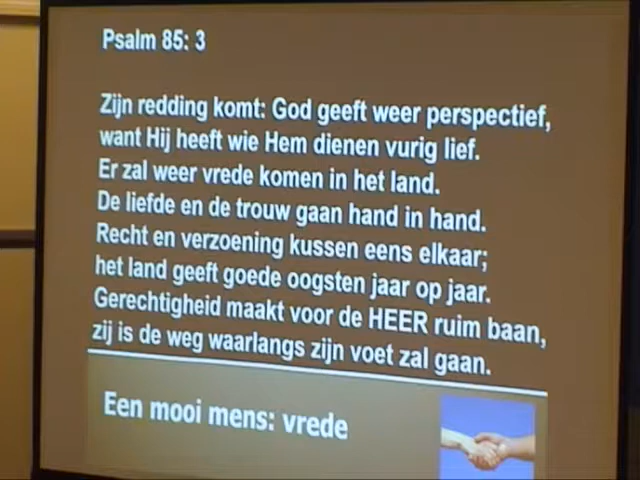 Psalm 85: 3
Zijn redding komt: God geeft weer perspectief,
want Hij heeft wie Hem dienen vurig lief.
Er zal weer vrede komen in het land.
De liefde en de trouw gaan hand in hand.
Recht en verzoening kussen eens elkaar;
het land geeft goede oogsten jaar op jaar.
Gerechtigheid maakt voor de HEER ruim baan,
zij is de weg waarlangs zijn voet zal gaan.
Een mooi mens: vrede